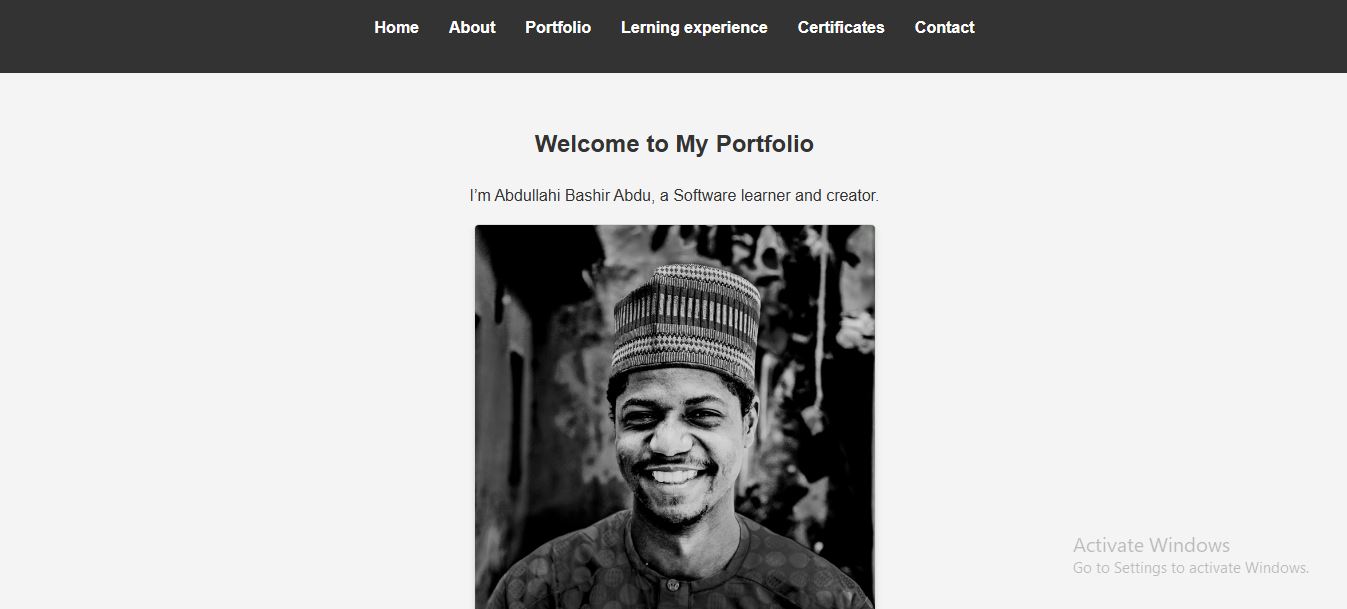 Home About Portfolio Lerning experience Certificates Contact
Welcome to My Portfolio
I’m Abdullahi Bashir Abdu, a Software learner and creator.
Activate Windows
Go to Settings to activate Windows.